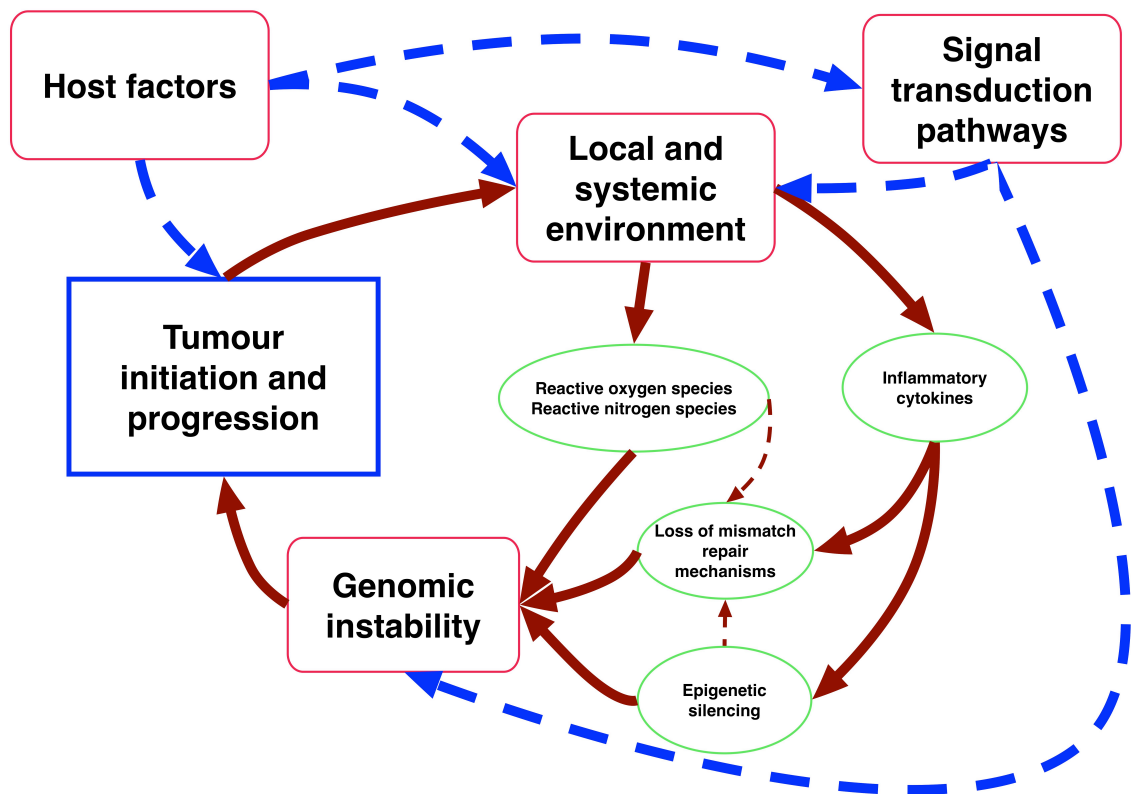 Host factors
Signal
transduction
pathways
Local and
systemic
environment
Tumour
initiation and
progression
Reactive oxygen species
Reactive nitrogen species
Inflammatory
cytokines
Loss of mismatch
repair
mechanisms
Genomic
instability
Epigenetic
silencing